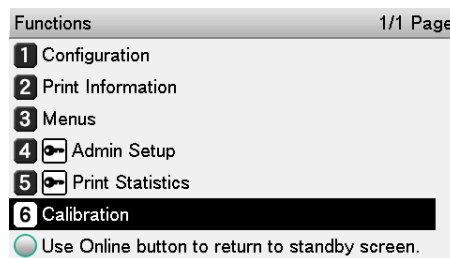 Functions 1/1 Page
1 Configuration
2 Print Information
3 Menus
4 Admin Setup
5 Print Statistics
6 Calibration
Use Online button to return to standby screen.